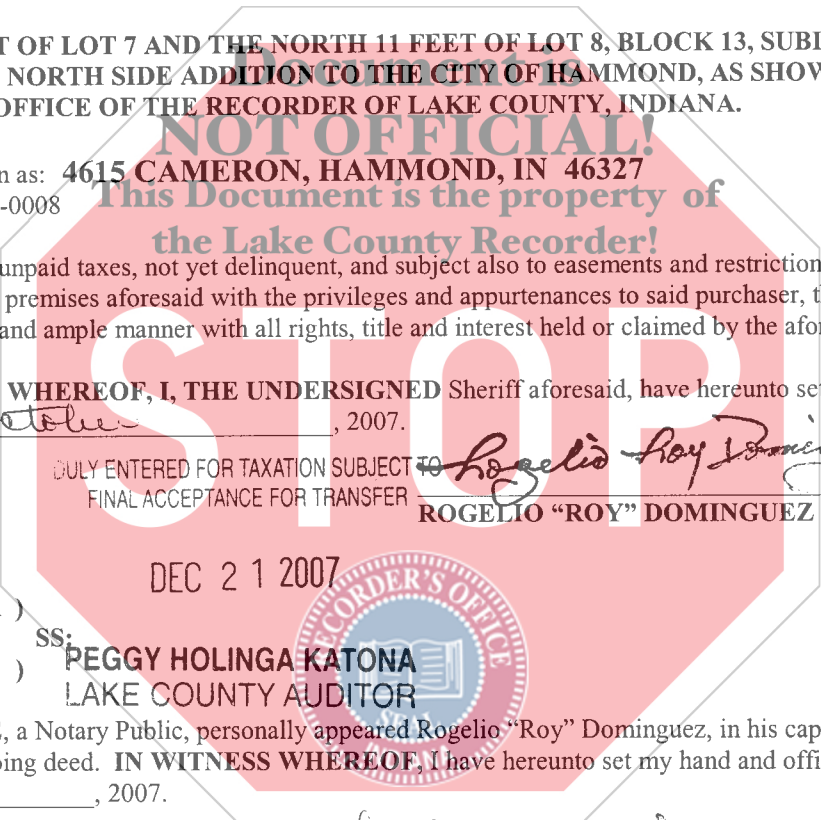 T OF LOT 7 AND THE NORTH 11 FEET OF LOT 8, BLOCK 13, SUBI
Document is
NORTH SIDE ADDITION TO THE CITY OF HAMMOND, AS SHOW
OFFICE OF THE RECORDER OF LAKE COUNTY, INDIANA.
NOT OFFICIAL!
n as: 4615 CAMERON, HAMMOND, IN 46327
This Document is the property of
-0008
the Lake County Recorder!
unpaid taxes, not yet delinquent, and subject also to easements and restriction
premises aforesaid with the privileges and appurtenances to said purchaser, t
and ample manner with all rights, title and interest held or claimed by the afor
STOP
WHEREOF, I, THE UNDERSIGNED Sheriff aforesaid, have hereunto se
ctober, 2007.
DULY ENTERED FOR TAXATION SUBJECT TO
Rogelio "Roy" Doming
FINAL ACCEPTANCE FOR TRANSFER
ROGELIO “ROY” DOMINGUEZ
DEC 21 2007
)
SS:
)
RECORDER'S OFFICE
SEAL
INDIANA
PEGGY HOLINGA KATONA
LAKE COUNTY AUDITOR
, a Notary Public, personally appeared Rogelio “Roy” Dominguez, in his cap
oing deed. IN WITNESS WHEREOF, I have hereunto set my hand and offi
, 2007.